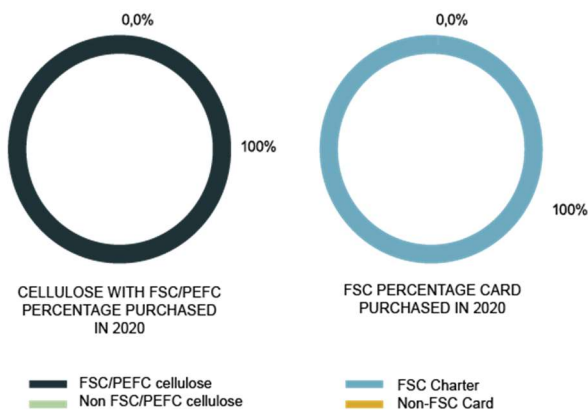 0,0%
100%
CELLULOSE WITH FSC/PEFC
PERCENTAGE PURCHASED
IN 2020
FSC/PEFC cellulose
Non FSC/PEFC cellulose
0,0%
100%
FSC PERCENTAGE CARD
PURCHASED IN 2020
FSC Charter
Non-FSC Card